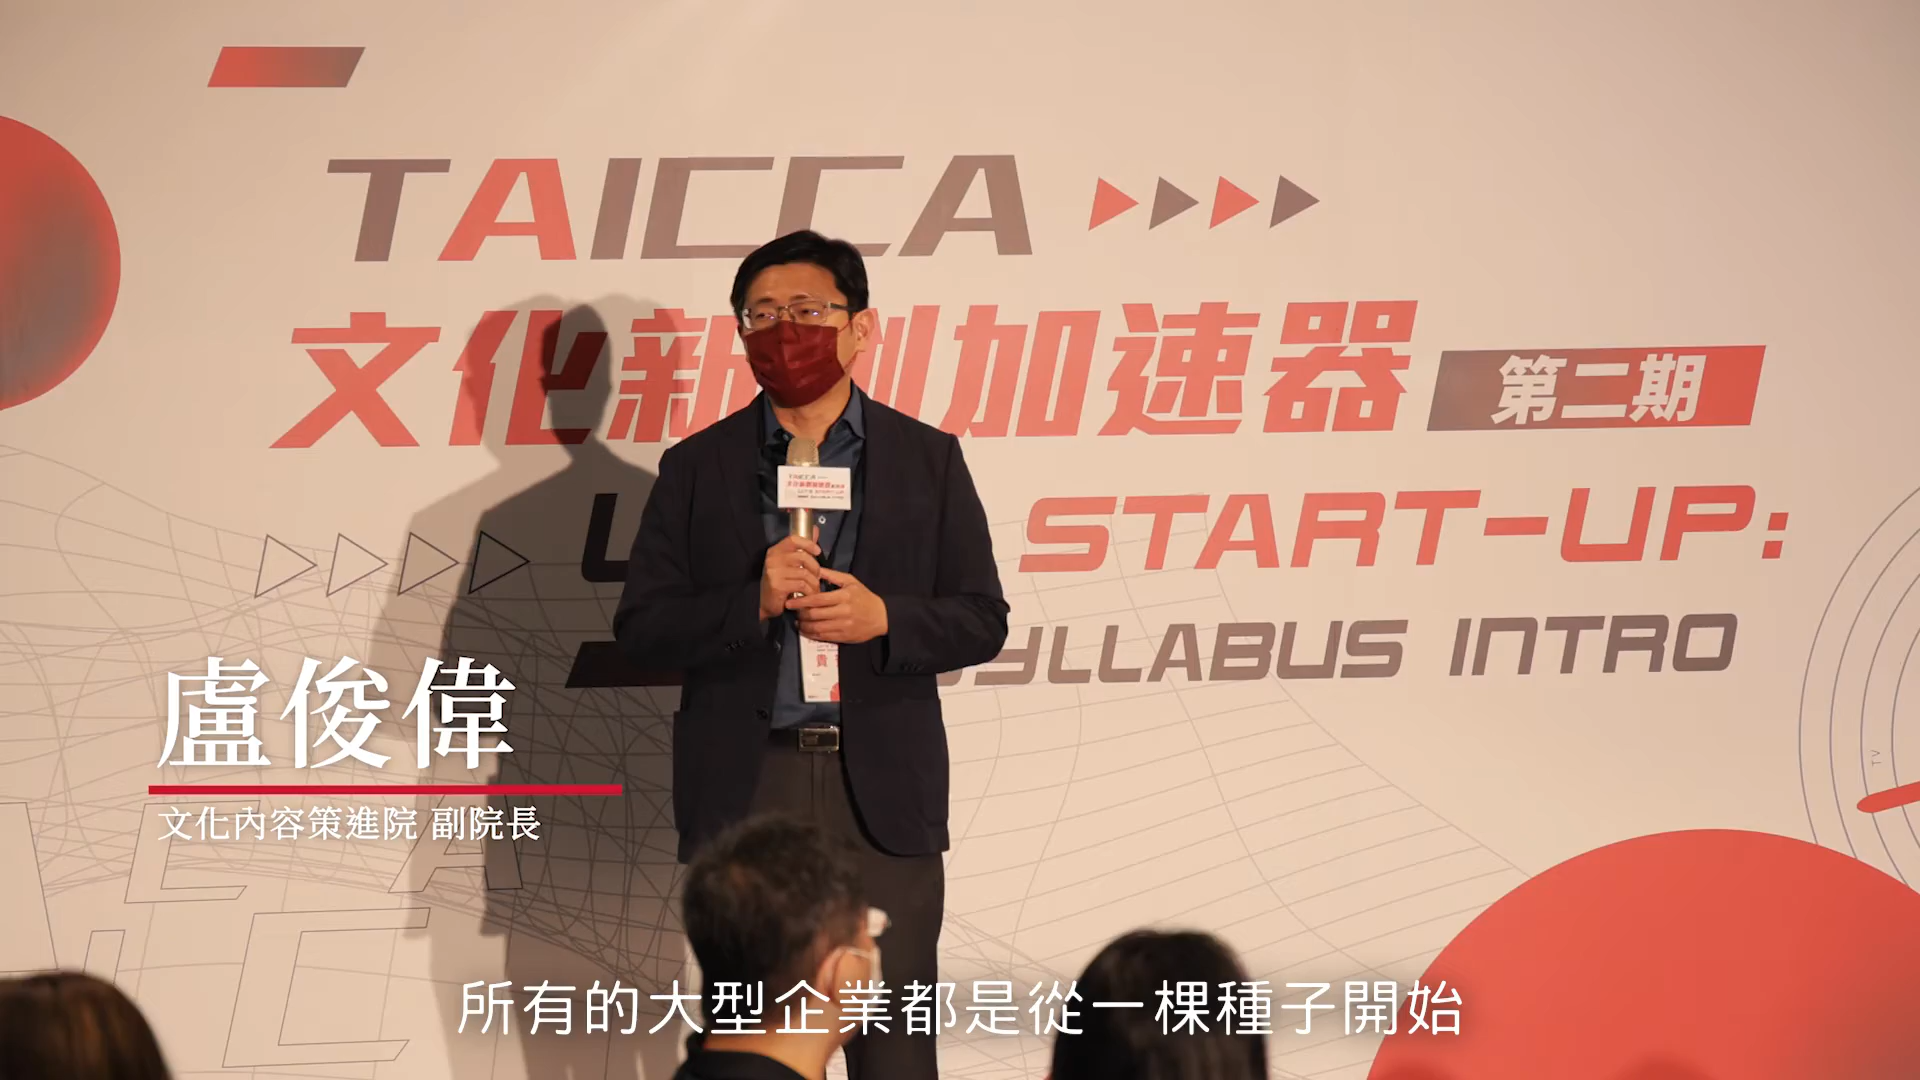 TAICCA
文化新創加速器 第二期
START-UP:
SYLLABUS INTRO
盧俊偉
文化內容策進院 副院長
所有的大型企業都是從一棵種子開始
TV